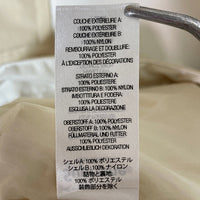 COUCHE EXTÉRIEURE A:
100% POLYESTER
COUCHE EXTÉRIEURE B:
100% NYLON
REMBOURRAGE ET DOUBLURE:
100% POLYESTER
À L'EXCEPTION DES DÉCORATIONS
STRATO ESTERNO A:
100% POLIESTERE
STRATO ESTERNO B:
100% NYLON
IMBOTTITURA E FODERA:
100% POLIESTERE
ESCLUSA LA DECORAZIONI
OBERSTOFF A: 100% POLYESTER
OBERSTOFF B: 100% NYLON
FÜLLMATERIAL UND FUTTER:
100% POLYESTER
AUSSCHLIEßLICH DEKORATION
シェルA:100% ポリエステル
シェルB:100% ナイロン
詰物と裏地:
100% ポリエステル
装飾部分を除く